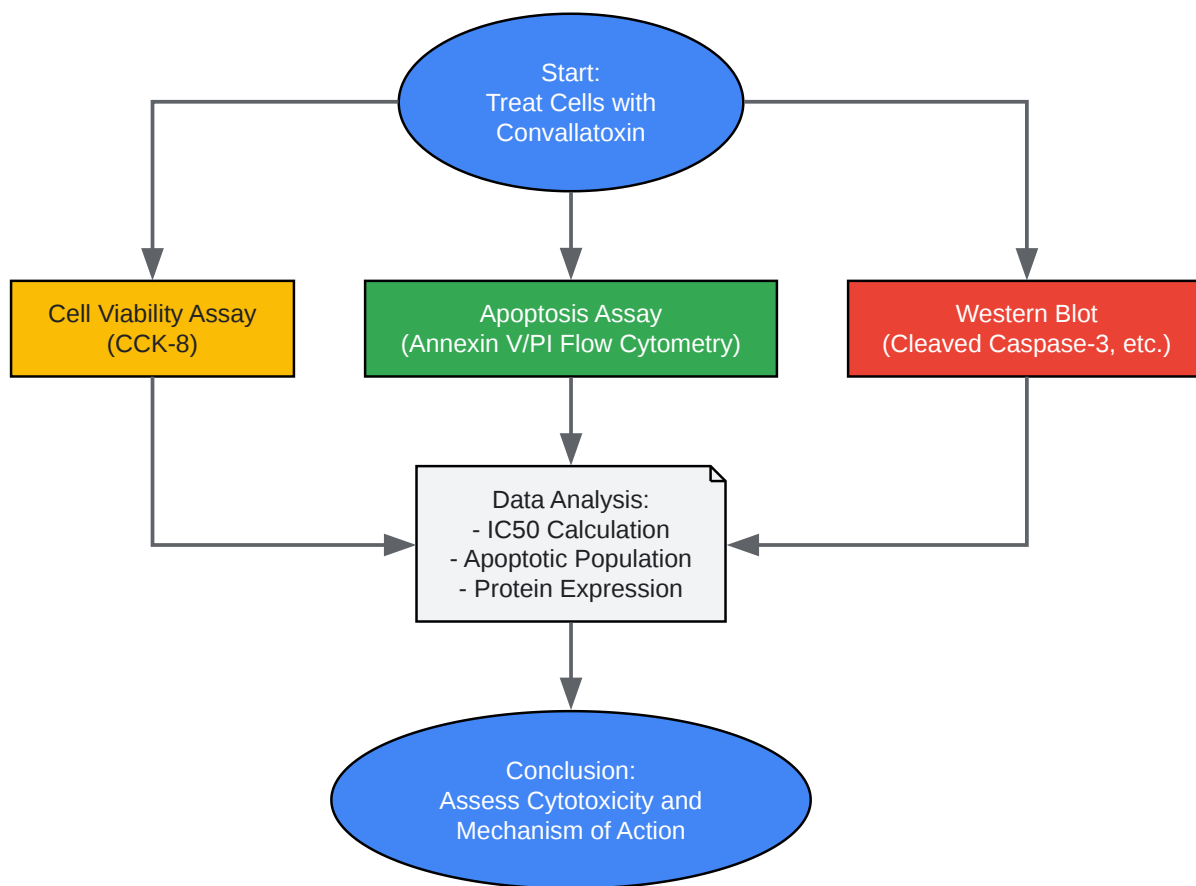 Start:
Treat Cells with
Convallatoxin
Cell Viability Assay
(CCK-8)
Apoptosis Assay
(Annexin V/PI Flow Cytometry)
Western Blot
(Cleaved Caspase-3, etc.)
Data Analysis:
- IC50 Calculation
- Apoptotic Population
- Protein Expression
Conclusion:
Assess Cytotoxicity and
Mechanism of Action